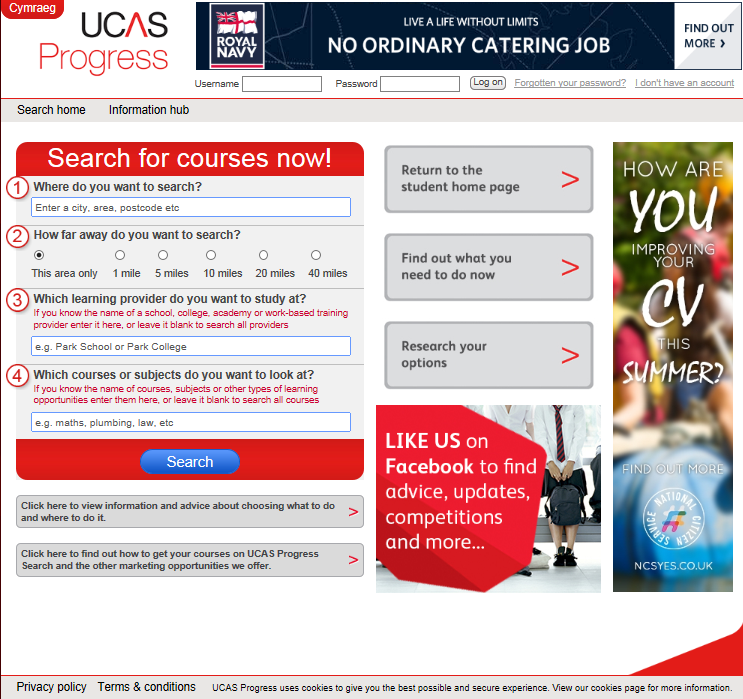 Cymraeg
UCAS
Progress
ROYAL
NAVY
LIVE A LIFE WITHOUT LIMITS
NO ORDINARY CATERING JOB
FIND OUT
MORE >
Username
Password
Log on
Forgotten your password?
I don't have an account
Search home
Information hub
Search for courses now!
1 Where do you want to search?
Enter a city, area, postcode etc
2 How far away do you want to search?
This area only 1 mile 5 miles 10 miles 20 miles 40 miles
3 Which learning provider do you want to study at?
If you know the name of a school, college, academy or work-based training
provider enter it here, or leave it blank to search all providers
e.g. Park School or Park College
4 Which courses or subjects do you want to look at?
If you know the name of courses, subjects or other types of learning
opportunities enter them here, or leave it blank to search all courses
e.g. maths, plumbing, law, etc
Search
Click here to view information and advice about choosing what to do
and where to do it. >
Click here to find out how to get your courses on UCAS Progress
Search and the other marketing opportunities we offer. >
Return to the
student home page >
Find out what you
need to do now >
Research your
options >
LIKE US on
Facebook to find
advice, updates,
competitions
and more...
HOW ARE
YOU
IMPROVING
YOUR
CV
THIS
SUMMER?
FIND OUT MORE
NATIONAL CITIZEN SERVICE
NCSYES.CO.UK
Privacy policy
Terms & conditions
UCAS Progress uses cookies to give you the best possible and secure experience. View our cookies page for more information.